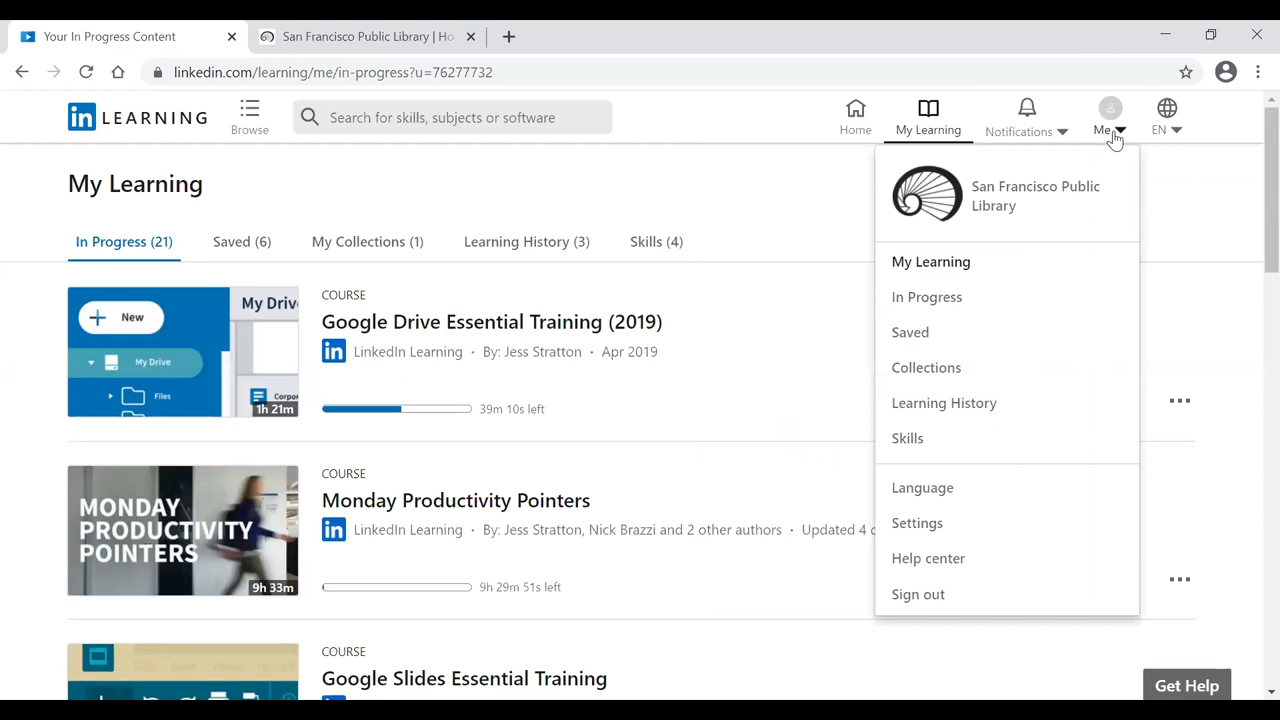 Your In Progress Content
San Francisco Public Library | Ho
linkedin.com/learning/me/in-progress?u=76277732
in LEARNING
Browse
Search for skills, subjects or software
Home
My Learning
Notifications
Me
EN
My Learning
In Progress (21)
Saved (6)
My Collections (1)
Learning History (3)
Skills (4)
San Francisco Public
Library
My Learning
In Progress
Saved
Collections
Learning History
Skills
Language
Settings
Help center
Sign out
New
My Drive
Files
My Driv
Corpor
1h 21m
COURSE
Google Drive Essential Training (2019)
in LinkedIn Learning · By: Jess Stratton · Apr 2019
39m 10s left
MONDAY
PRODUCTIVITY
POINTERS
9h 33m
COURSE
Monday Productivity Pointers
in LinkedIn Learning · By: Jess Stratton, Nick Brazzi and 2 other authors · Updated 4 d
9h 29m 51s left
COURSE
Google Slides Essential Training
Get Help